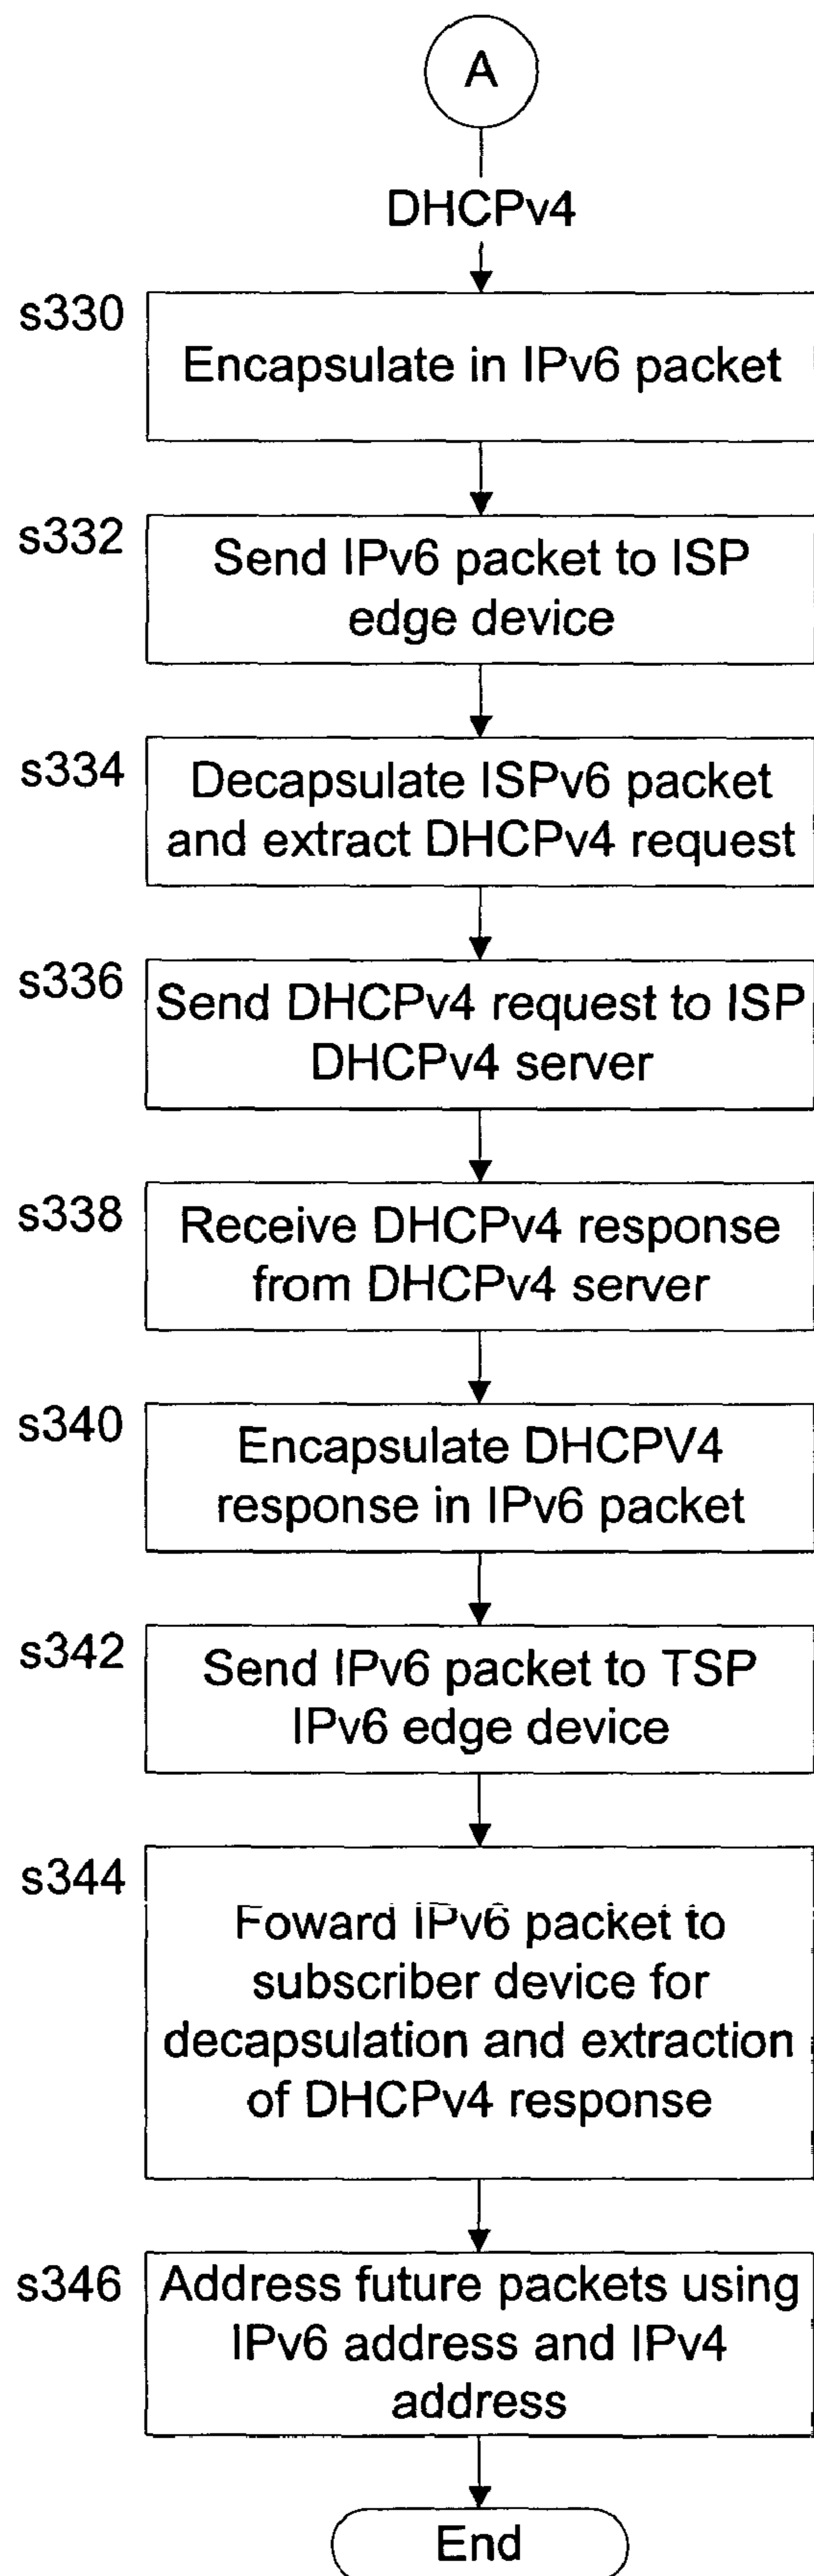 A
DHCPv4
s330
Encapsulate in IPv6 packet
s332
Send IPv6 packet to ISP
edge device
s334
Decapsulate ISPv6 packet
and extract DHCPv4 request
s336
Send DHCPv4 request to ISP
DHCPv4 server
s338
Receive DHCPv4 response
from DHCPv4 server
s340
Encapsulate DHCPV4
response in IPv6 packet
s342
Send IPv6 packet to TSP
IPv6 edge device
s344
Foward IPv6 packet to
subscriber device for
decapsulation and extraction
of DHCPv4 response
s346
Address future packets using
IPv6 address and IPv4
address
End